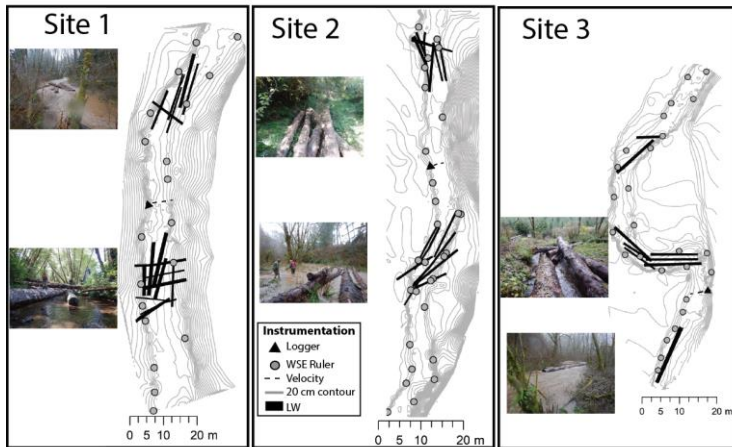 Site 1
0 5 10 20 m
Site 2
Instrumentation
Logger
WSE Ruler
Velocity
20 cm contour
LW
0 5 10 20 m
Site 3
0 5 10 20 m